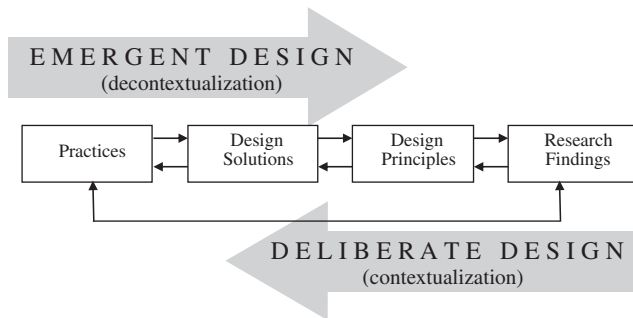 EMERGENT DESIGN
(decontextualization)
Practices
Design
Solutions
Design
Principles
Research
Findings
DELIBERATE DESIGN
(contextualization)